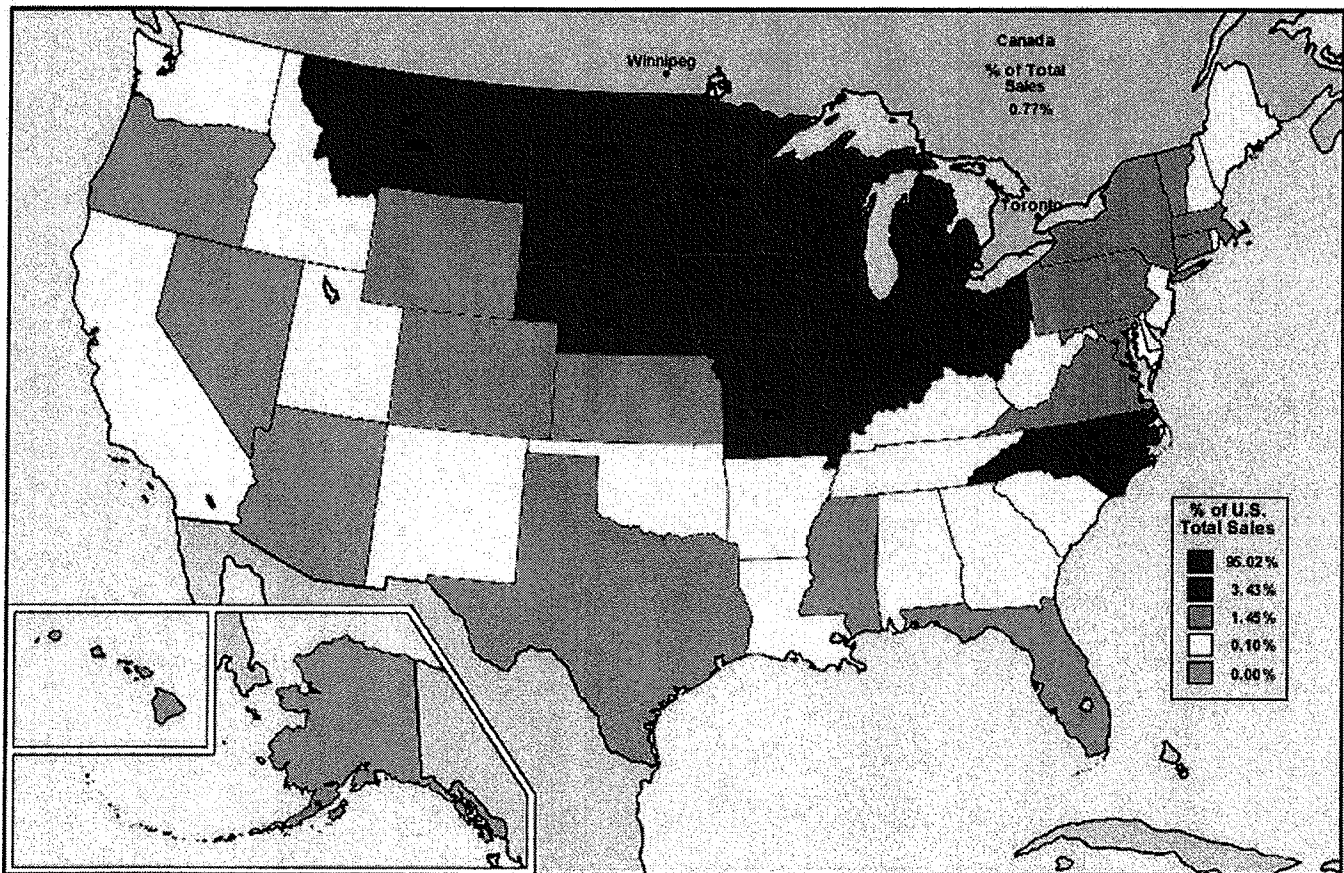 Canada
Winnipeg
% of Total
Sales
0.77%
Toronto
% of U.S.
Total Sales
95.02%
3.43%
1.45%
0.10%
0.00%